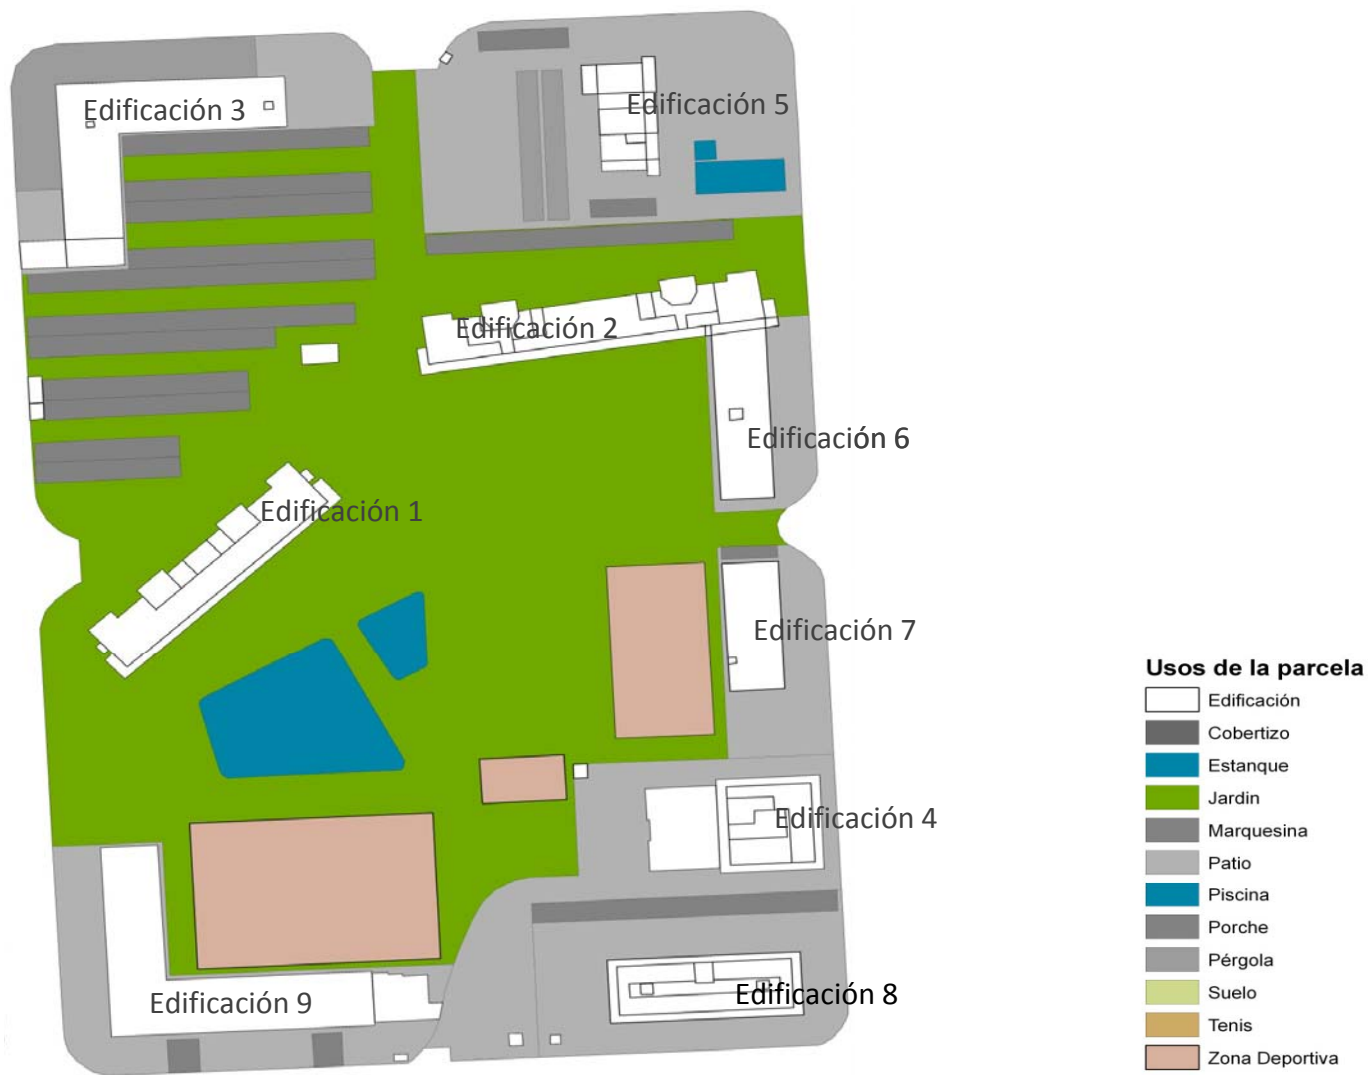 Edificación 3
Edificación 5
Edificación 2
Edificación 6
Edificación 1
Edificación 7
Edificación 4
Edificación 9
Edificación 8
Usos de la parcela
Edificación
Cobertizo
Estanque
Jardin
Marquesina
Patio
Piscina
Porche
Pérgola
Suelo
Tenis
Zona Deportiva